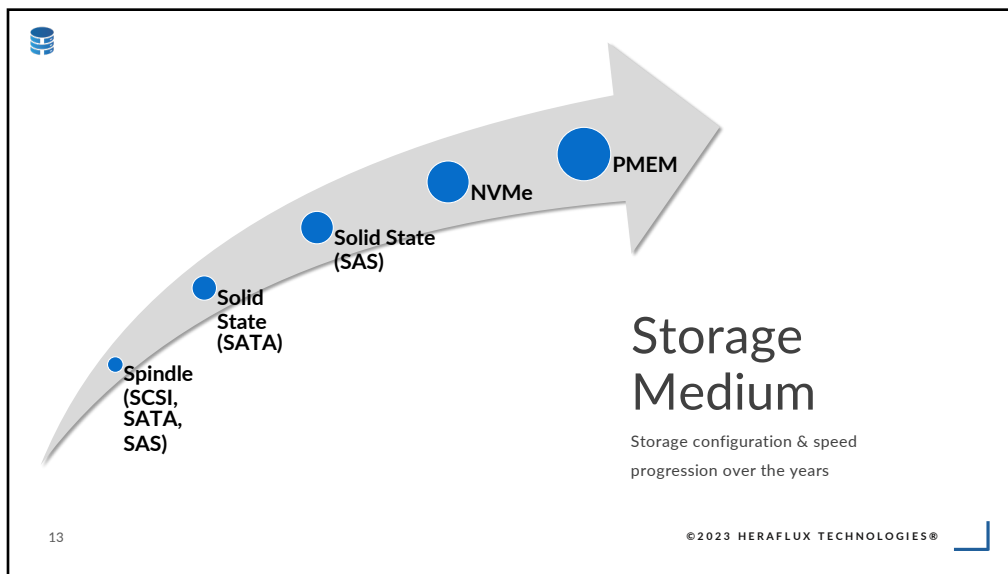 PMEM
NVMe
Solid State
(SAS)
Solid
State
(SATA)
Spindle
(SCSI,
SATA,
SAS)
Storage
Medium
Storage configuration & speed
progression over the years
13
©2023 HERAFLUX TECHNOLOGIES®